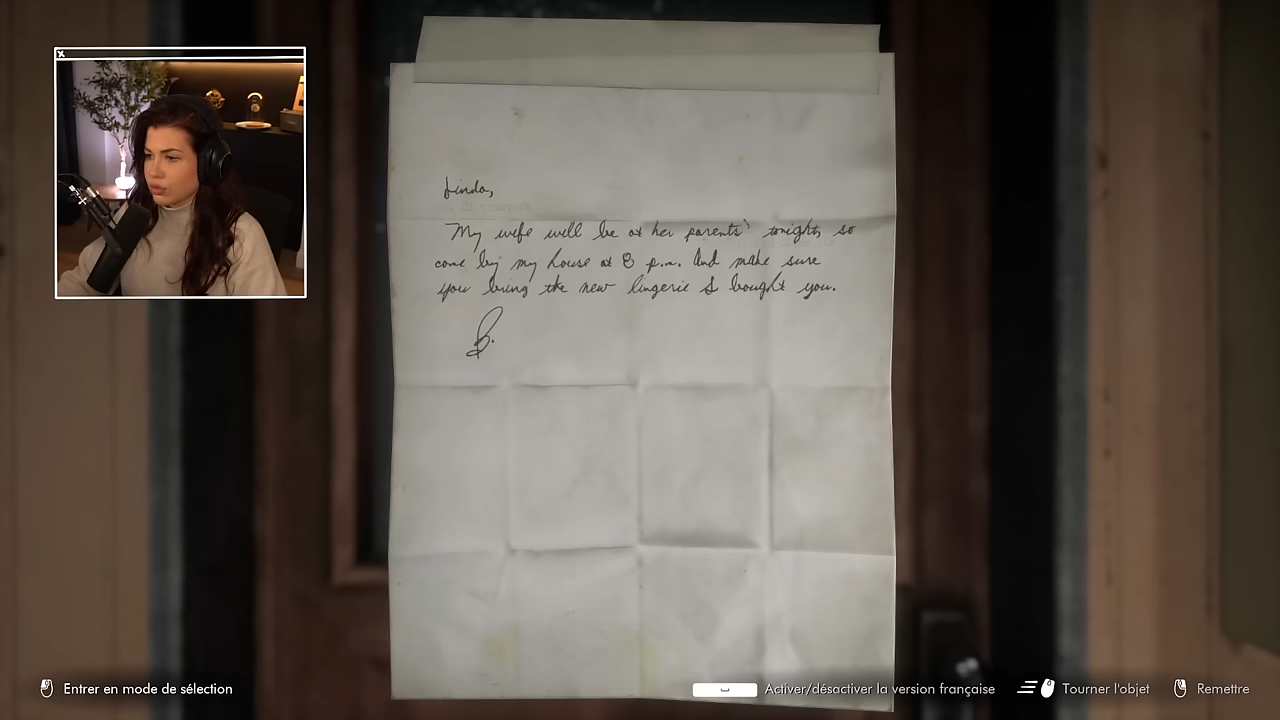 x
Linda,
My wife will be at her parents' tonight, so
come by my house at 8 p.m. And make sure
you bring the new lingerie I bought you.
B.
Entrer en mode de sélection
Activer/désactiver la version française
Tourner l'objet
Remettre